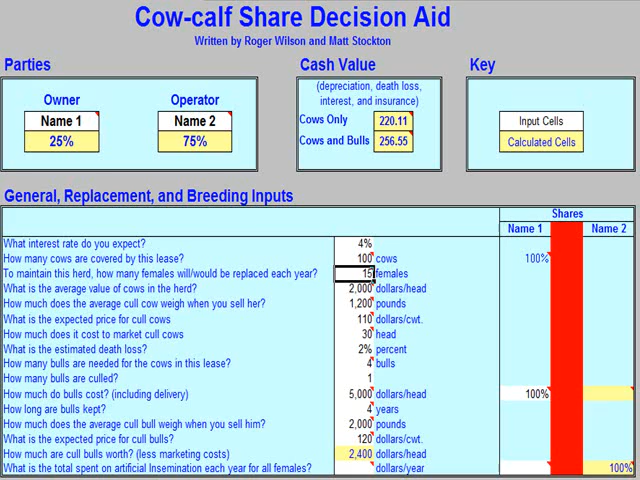 Cow-calf Share Decision Aid
Written by Roger Wilson and Matt Stockton
Parties
Owner Operator
Name 1 Name 2
25% 75%
Cash Value
(depreciation, death loss,
interest, and insurance)
Cows Only 220.11
Cows and Bulls 256.55
Key
Input Cells
Calculated Cells
General, Replacement, and Breeding Inputs
Shares
Name 1 Name 2
What interest rate do you expect? 4%
How many cows are covered by this lease? 100 cows 100%
To maintain this herd, how many females will/would be replaced each year? 15 females
What is the average value of cows in the herd? 2,000 dollars/head
How much does the average cull cow weigh when you sell her? 1,200 pounds
What is the expected price for cull cows 110 dollars/cwt.
How much does it cost to market cull cows 30 head
What is the estimated death loss? 2% percent
How many bulls are needed for the cows in this lease? 4 bulls
How many bulls are culled? 1
How much do bulls cost? (including delivery) 5,000 dollars/head 100%
How long are bulls kept? 4 years
How much does the average cull bull weigh when you sell him? 2,000 pounds
What is the expected price for cull bulls? 120 dollars/cwt.
How much are cull bulls worth? (less marketing costs) 2,400 dollars/head
What is the total spent on artificial Insemination each year for all females? dollars/year 100%